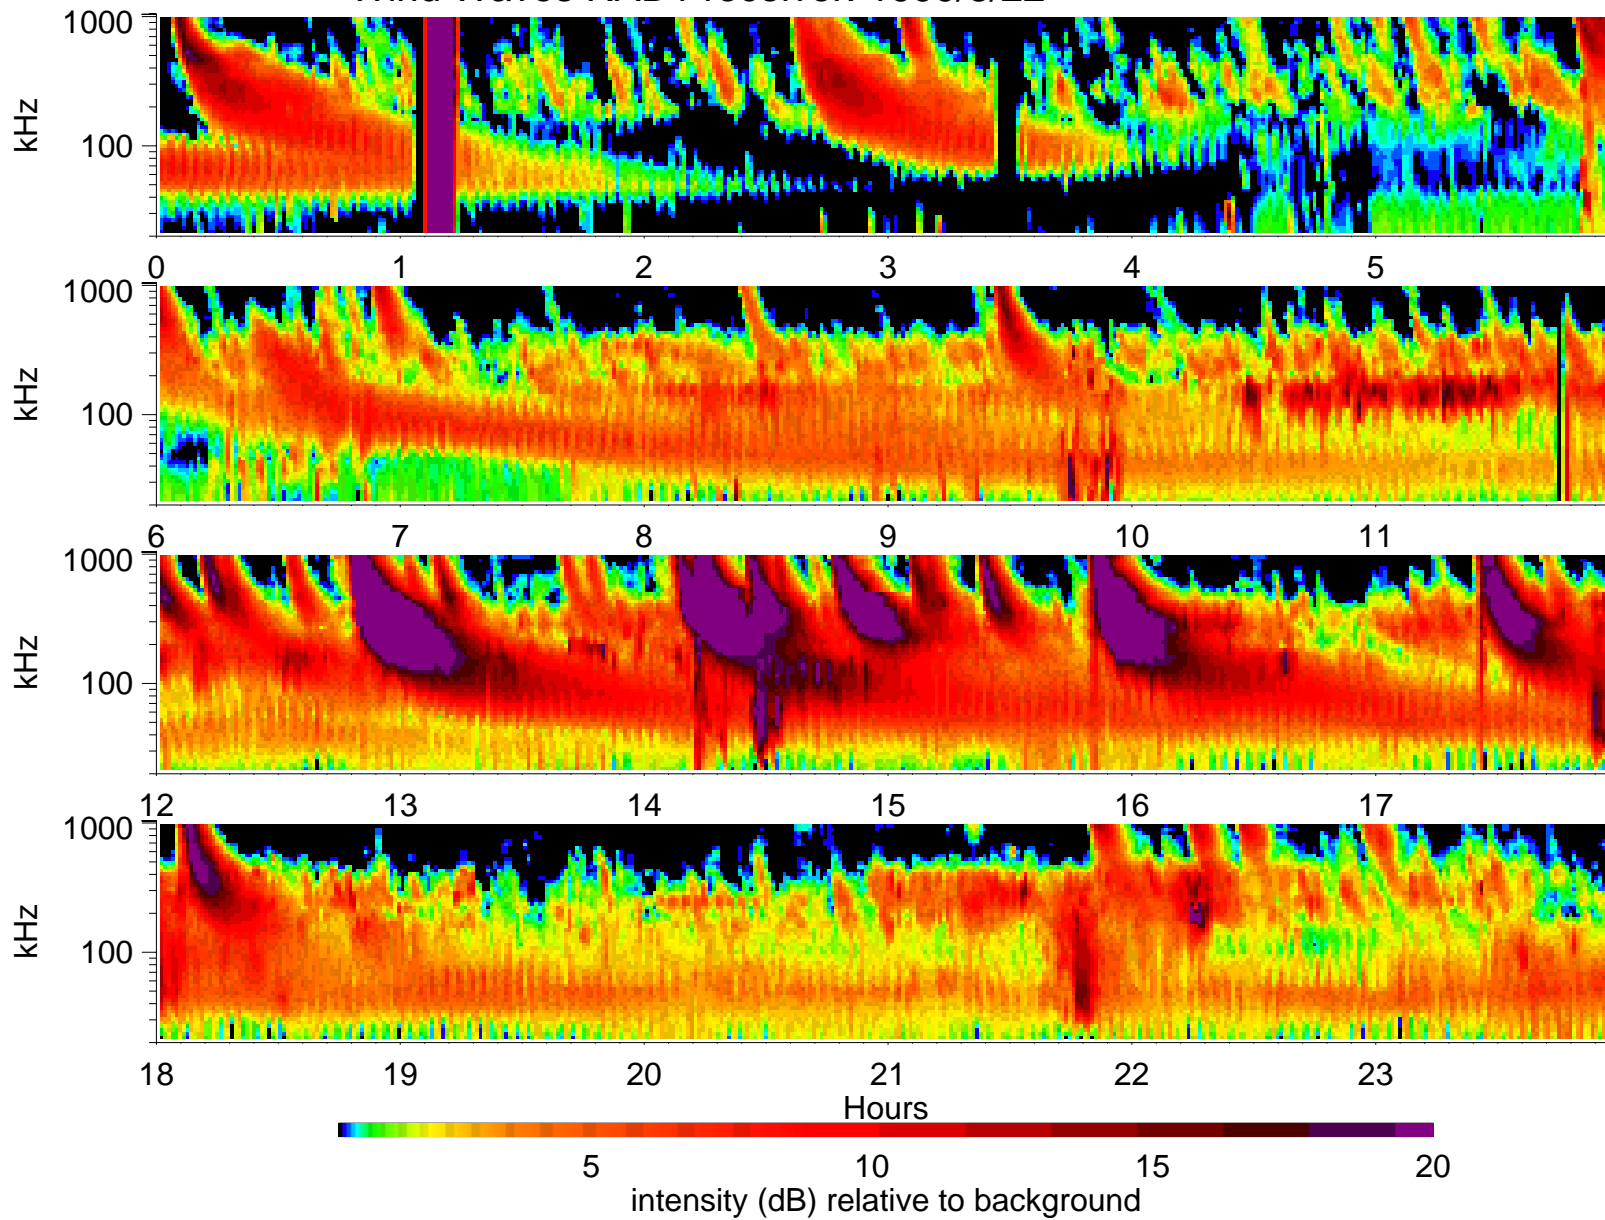 kHz 1000 100
0 1 2 3 4 5
kHz 1000 100
6 7 8 9 10 11
kHz 1000 100
12 13 14 15 16 17
kHz 1000 100
18 19 20 21 22 23
Hours
5 10 15 20
intensity (dB) relative to background